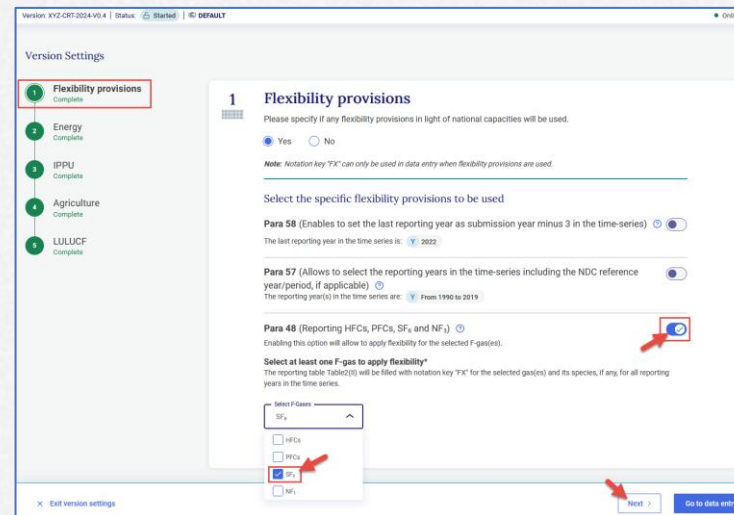 Version: XYZ-CRT-2024-V0.4 | Status: Started | DEFAULT
Version Settings
1 Flexibility provisions
Complete
2 Energy
Complete
3 IPPU
Complete
4 Agriculture
Complete
5 LULUCF
Complete
1 Flexibility provisions
Please specify if any flexibility provisions in light of national capacities will be used.
Yes No
Note: Notation key "FX" can only be used in data entry when flexibility provisions are used.
Select the specific flexibility provisions to be used
Para 58 (Enables to set the last reporting year as submission year minus 3 in the time-series)
The last reporting year in the time series is: Y 2022
Para 57 (Allows to select the reporting years in the time-series including the NDC reference
year/period, if applicable)
The reporting year(s) in the time series are: Y From 1990 to 2019
Para 48 (Reporting HFCs, PFCs, SF₆ and NF₃)
Enabling this option will allow to apply flexibility for the selected F-gas(es).
Select at least one F-gas to apply flexibility*
The reporting table Table2(II) will be filled with notation key "FX" for the selected gas(es) and its species, if any, for all reporting
years in the time series.
Select F-Gases
SF₆
HFCs
PFCs
SF₆
NF₃
× Exit version settings
Next >
Go to data entry